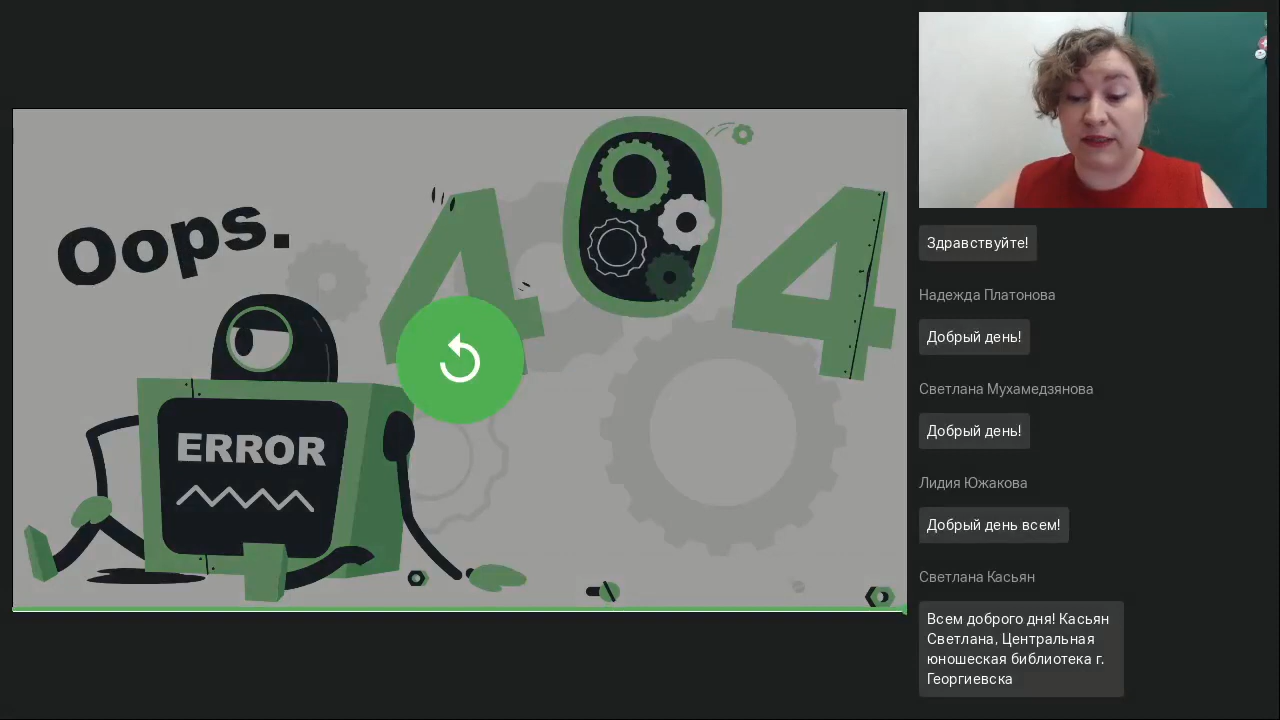 Oops.
404
ERROR
Здравствуйте!
Надежда Платонова
Добрый день!
Светлана Мухамедзянова
Добрый день!
Лидия Южакова
Добрый день всем!
Светлана Касьян
Всем доброго дня! Касьян
Светлана, Центральная
юношеская библиотека г.
Георгиевска